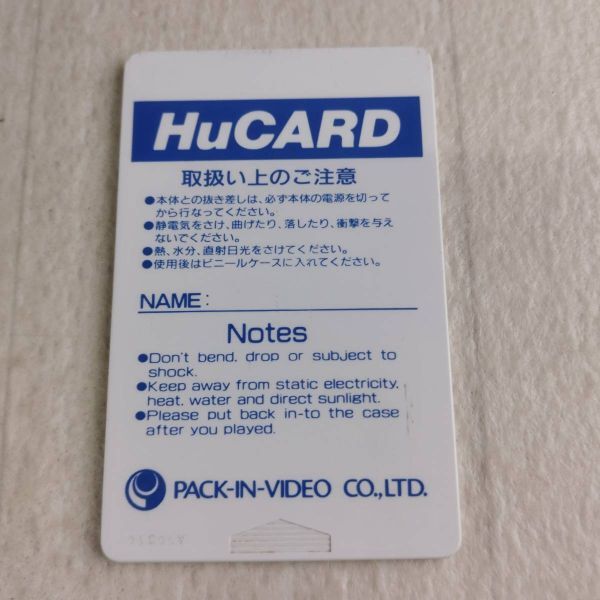 HuCARD
取扱い上のご注意
●本体との抜き差しは、必ず本体の電源を切って
から行なってください。
●静電気をさけ、曲げたり、落したり、衝撃を与え
ないでください。
●熱、水分、直射日光をさけてください。
●使用後はビニールケースに入れてください。
NAME:
Notes
●Don't bend, drop or subject to
shock.
●Keep away from static electricity,
heat, water and direct sunlight.
●Please put back in-to the case
after you played.
PACK-IN-VIDEO CO.,LTD.